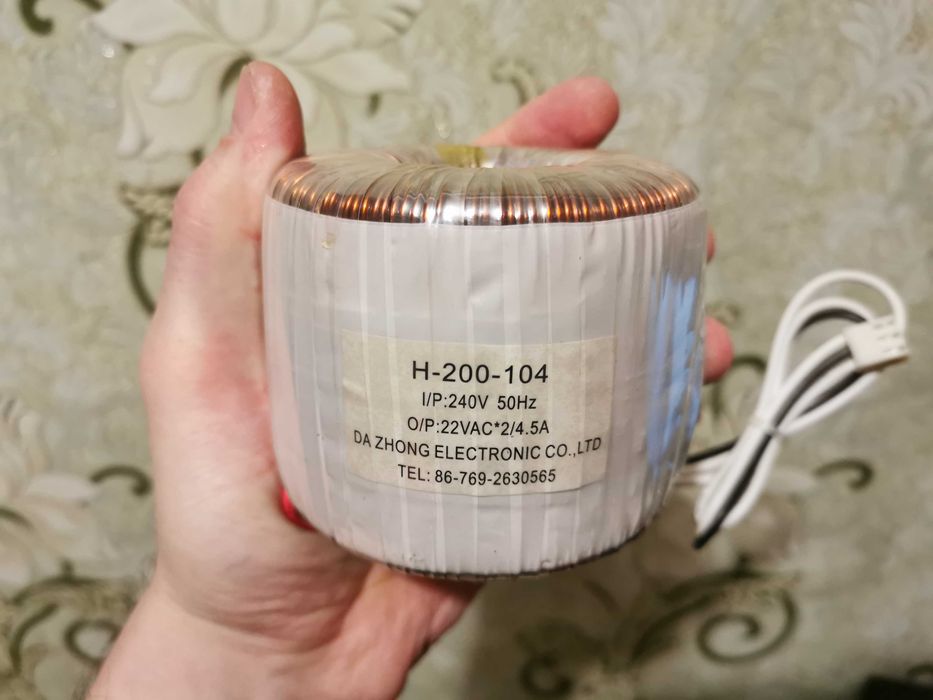 H-200-104
I/P:240V 50Hz
O/P:22VAC*2/4.5A
DA ZHONG ELECTRONIC CO.,LTD
TEL: 86-769-2630565